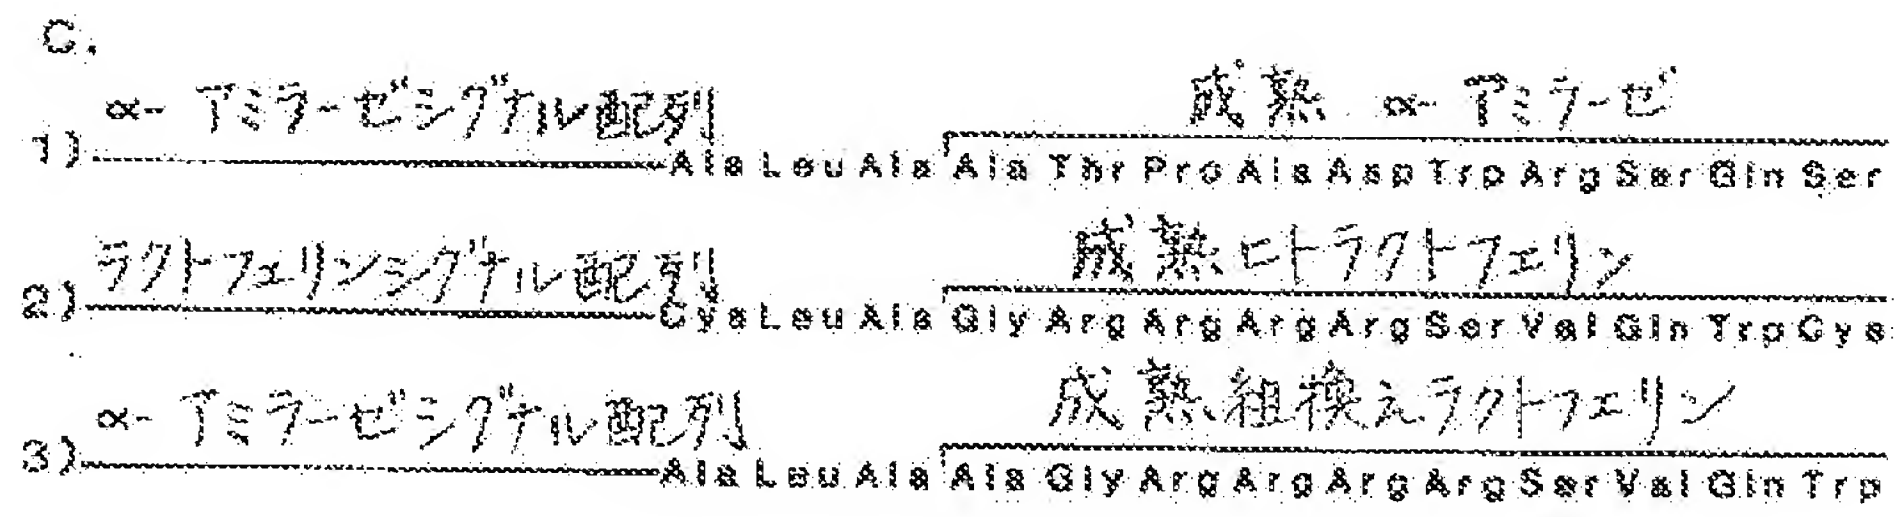 C.
α-アミラーゼシグナル配列 成熟 α-アミラーゼ
1) Ala Leu Ala Ala Thr Pro Ala Asp Trp Arg Ser Gln Ser
ラクトフェリンシグナル配列 成熟ヒトラクトフェリン
2) Cys Leu Ala Gly Arg Arg Arg Arg Ser Val Gln Trp Cys
α-アミラーゼシグナル配列 成熟組換えラクトフェリン
3) Ala Leu Ala Ala Gly Arg Arg Arg Arg Ser Val Gln Trp